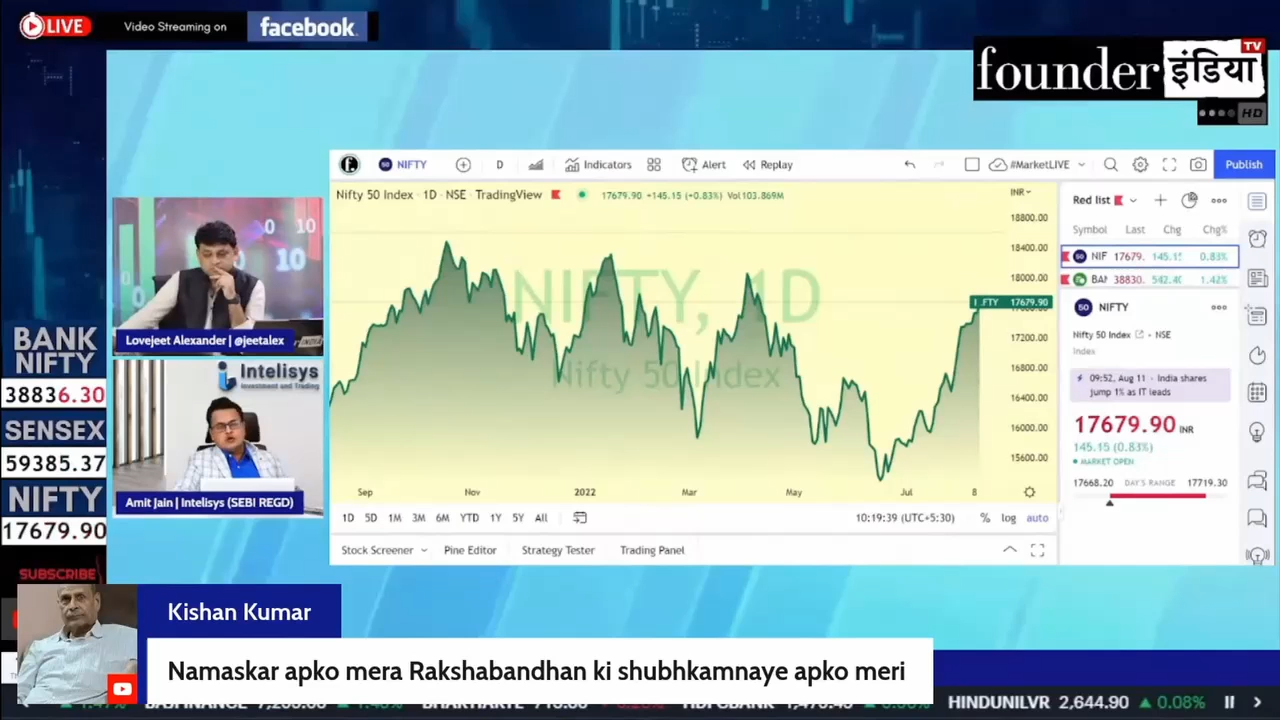 LIVE
Video Streaming on facebook
founder इंडिया TV
HD
NIFTY
D
Indicators
Alert
Replay
#MarketLIVE
Publish
Nifty 50 Index · 1D · NSE · TradingView
17679.90 +145.15 (+0.83%) Vol 103.869M
INR
NIFTY, 1D
Nifty 50 Index
18800.00
18400.00
18000.00
17679.90
17200.00
16800.00
16400.00
16000.00
15600.00
Sep Nov 2022 Mar May Jul 8
1D 5D 1M 3M 6M YTD 1Y 5Y All
10:19:39 (UTC+5:30) % log auto
Stock Screener Pine Editor Strategy Tester Trading Panel
Red list
Symbol Last Chg Chg%
NIF 17679. 145.15 0.83%
BAN 38830. 542.40 1.42%
50 NIFTY
Nifty 50 Index · NSE
Index
09:52, Aug 11 · India shares
jump 1% as IT leads
17679.90 INR
145.15 (0.83%)
MARKET OPEN
17668.20 DAY'S RANGE 17719.30
0 10
10
Lovejeet Alexander | @jeetalex
Intelisys
Investment and Trading
Amit Jain | Intelisys (SEBI REGD)
BANK
NIFTY
38836.30
SENSEX
59385.37
NIFTY
17679.90
SUBSCRIBE
Kishan Kumar
Namaskar apko mera Rakshabandhan ki shubhkamnaye apko meri
HINDUNILVR 2,644.90 ▲ 0.08%